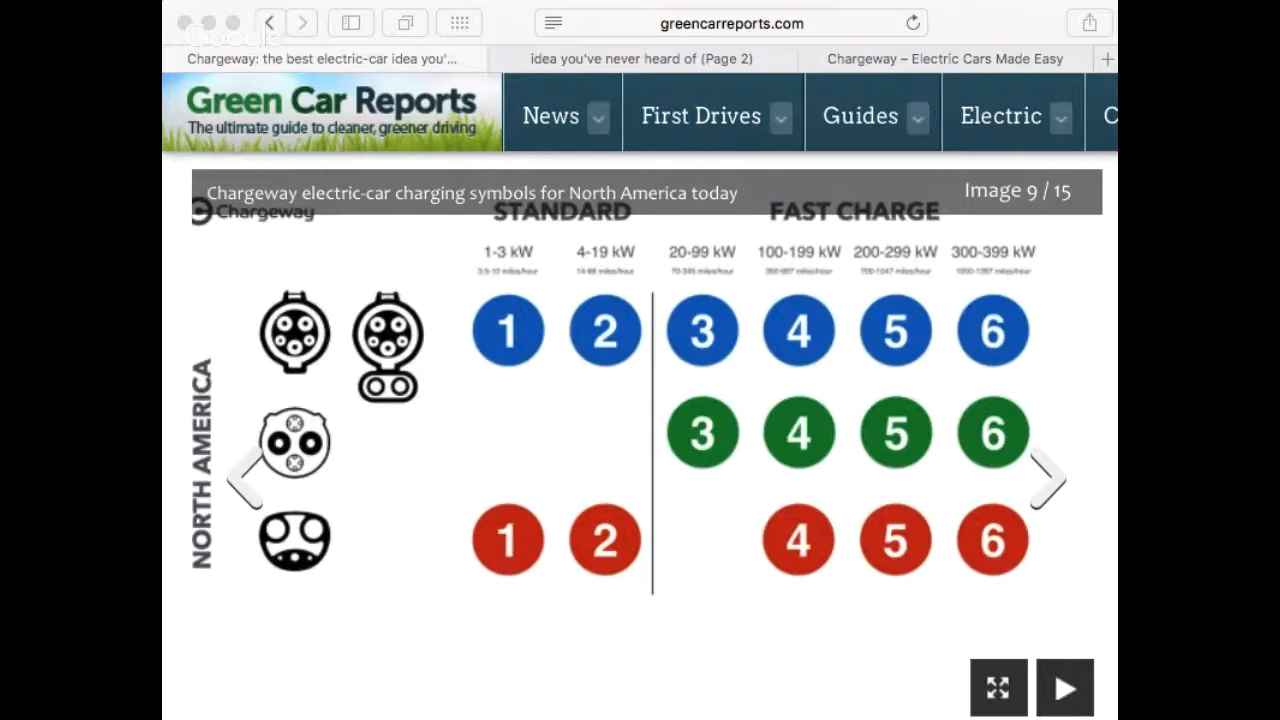 greencarreports.com
Google
Chargeway: the best electric-car idea you'...
idea you've never heard of (Page 2)
Chargeway – Electric Cars Made Easy
Green Car Reports
The ultimate guide to cleaner, greener driving
News
First Drives
Guides
Electric
C
Chargeway electric-car charging symbols for North America today
Image 9 / 15
Chargeway
STANDARD
FAST CHARGE
1-3 kW
4-19 kW
20-99 kW
100-199 kW
200-299 kW
300-399 kW
NORTH AMERICA
1 2 3 4 5 6
3 4 5 6
1 2 4 5 6